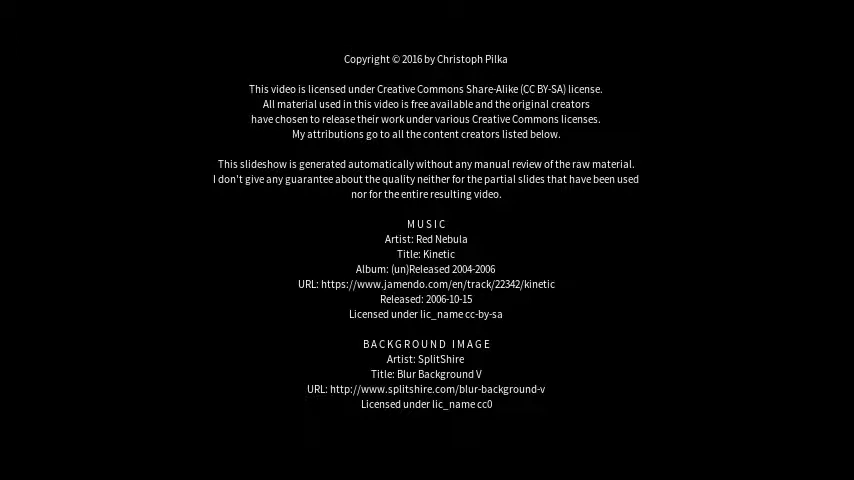 Copyright © 2016 by Christoph Pilka
This video is licensed under Creative Commons Share-Alike (CC BY-SA) license.
All material used in this video is free available and the original creators
have chosen to release their work under various Creative Commons licenses.
My attributions go to all the content creators listed below.
This slideshow is generated automatically without any manual review of the raw material.
I don't give any guarantee about the quality neither for the partial slides that have been used
nor for the entire resulting video.
MUSIC
Artist: Red Nebula
Title: Kinetic
Album: (un)Released 2004-2006
URL: https://www.jamendo.com/en/track/22342/kinetic
Released: 2006-10-15
Licensed under lic_name cc-by-sa
BACKGROUND IMAGE
Artist: SplitShire
Title: Blur Background V
URL: http://www.splitshire.com/blur-background-v
Licensed under lic_name cc0